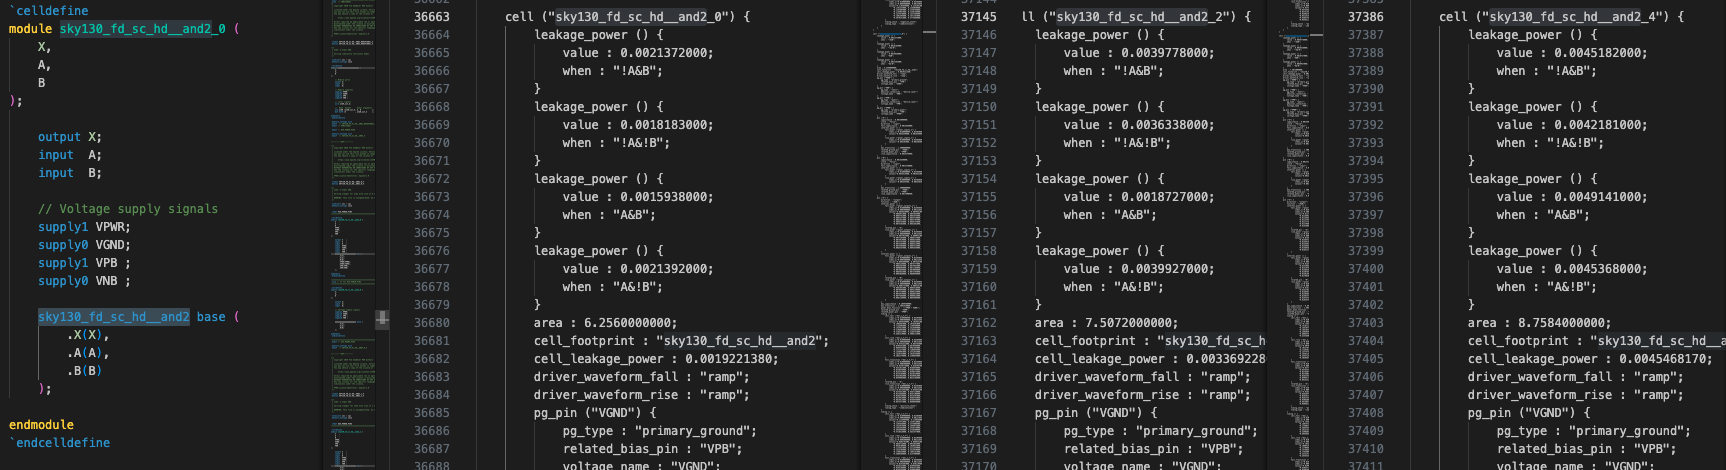 `celldefine
module sky130_fd_sc_hd__and2_0 (
X,
A,
B
);
output X;
input  A;
input  B;
// Voltage supply signals
supply1 VPWR;
supply0 VGND;
supply1 VPB ;
supply0 VNB ;
sky130_fd_sc_hd__and2 base (
.X(X),
.A(A),
.B(B)
);
endmodule
`endcelldefine
36663 cell ("sky130_fd_sc_hd__and2_0") {
36664 leakage_power () {
36665 value : 0.0021372000;
36666 when : "!A&B";
36667 }
36668 leakage_power () {
36669 value : 0.0018183000;
36670 when : "!A&!B";
36671 }
36672 leakage_power () {
36673 value : 0.0015938000;
36674 when : "A&B";
36675 }
36676 leakage_power () {
36677 value : 0.0021392000;
36678 when : "A&!B";
36679 }
36680 area : 6.2560000000;
36681 cell_footprint : "sky130_fd_sc_hd__and2";
36682 cell_leakage_power : 0.0019221380;
36683 driver_waveform_fall : "ramp";
36684 driver_waveform_rise : "ramp";
36685 pg_pin ("VGND") {
36686 pg_type : "primary_ground";
36687 related_bias_pin : "VPB";
36688 voltage_name : "VGND";
37145 ll ("sky130_fd_sc_hd__and2_2") {
37146 leakage_power () {
37147 value : 0.0039778000;
37148 when : "!A&B";
37149 }
37150 leakage_power () {
37151 value : 0.0036338000;
37152 when : "!A&!B";
37153 }
37154 leakage_power () {
37155 value : 0.0018727000;
37156 when : "A&B";
37157 }
37158 leakage_power () {
37159 value : 0.0039927000;
37160 when : "A&!B";
37161 }
37162 area : 7.5072000000;
37163 cell_footprint : "sky130_fd_sc_h
37164 cell_leakage_power : 0.003369228
37165 driver_waveform_fall : "ramp";
37166 driver_waveform_rise : "ramp";
37167 pg_pin ("VGND") {
37168 pg_type : "primary_ground";
37169 related_bias_pin : "VPB";
37170 voltage_name : "VGND";
37386 cell ("sky130_fd_sc_hd__and2_4") {
37387 leakage_power () {
37388 value : 0.0045182000;
37389 when : "!A&B";
37390 }
37391 leakage_power () {
37392 value : 0.0042181000;
37393 when : "!A&!B";
37394 }
37395 leakage_power () {
37396 value : 0.0049141000;
37397 when : "A&B";
37398 }
37399 leakage_power () {
37400 value : 0.0045368000;
37401 when : "A&!B";
37402 }
37403 area : 8.7584000000;
37404 cell_footprint : "sky130_fd_sc_hd__a
37405 cell_leakage_power : 0.0045468170;
37406 driver_waveform_fall : "ramp";
37407 driver_waveform_rise : "ramp";
37408 pg_pin ("VGND") {
37409 pg_type : "primary_ground";
37410 related_bias_pin : "VPB";
37411 voltage_name : "VGND";